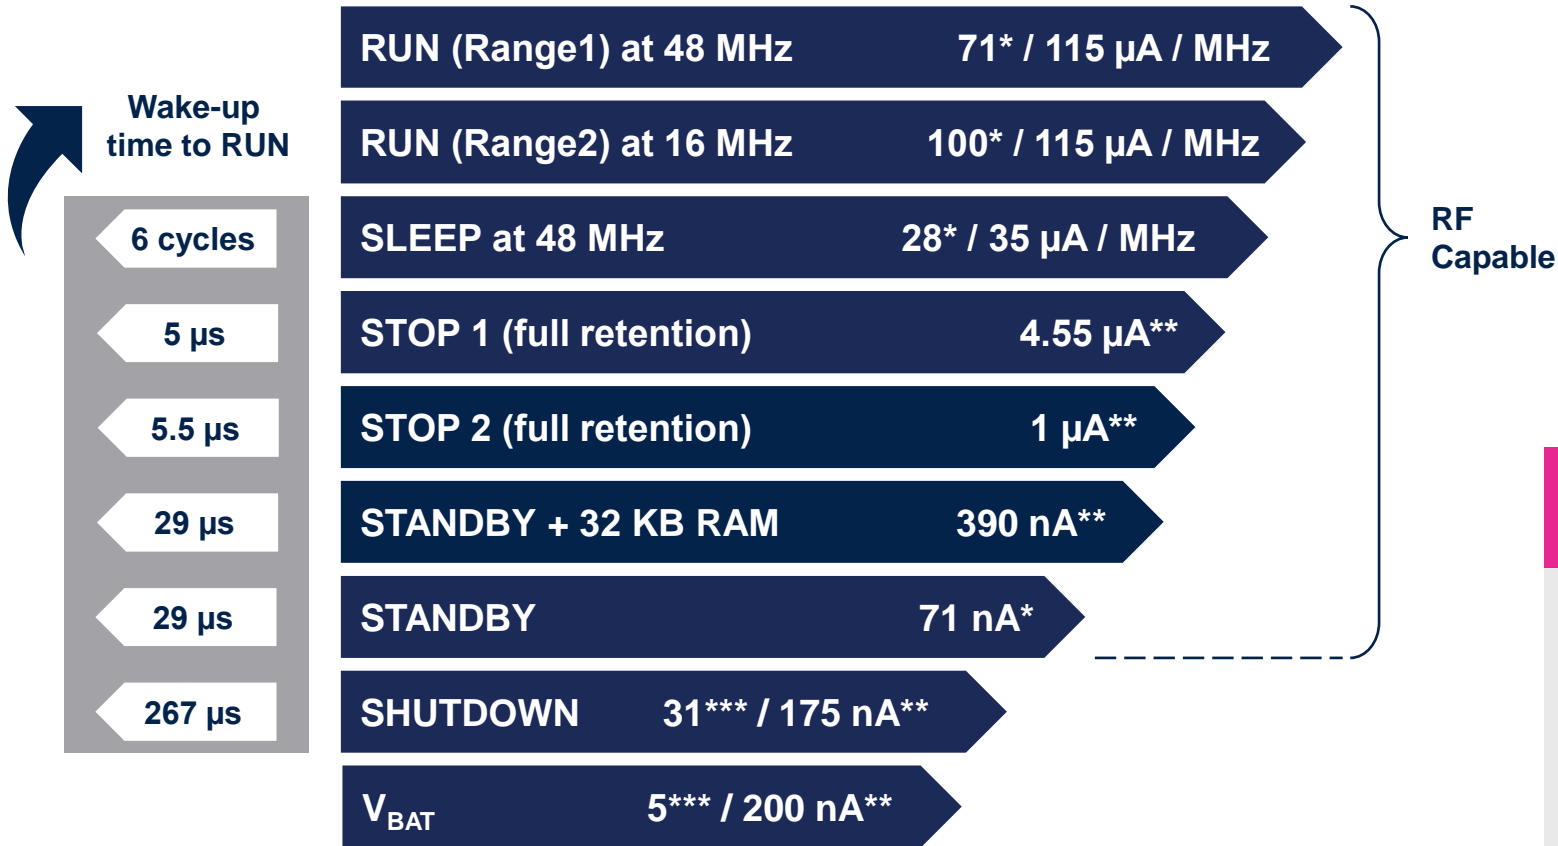 RUN (Range1) at 48 MHz 71* / 115 µA / MHz
Wake-up
time to RUN
RUN (Range2) at 16 MHz 100* / 115 µA / MHz
6 cycles SLEEP at 48 MHz 28* / 35 µA / MHz
RF
Capable
5 µs STOP 1 (full retention) 4.55 µA**
5.5 µs STOP 2 (full retention) 1 µA**
29 µs STANDBY + 32 KB RAM 390 nA**
29 µs STANDBY 71 nA*
267 µs SHUTDOWN 31*** / 175 nA**
VBAT 5*** / 200 nA**